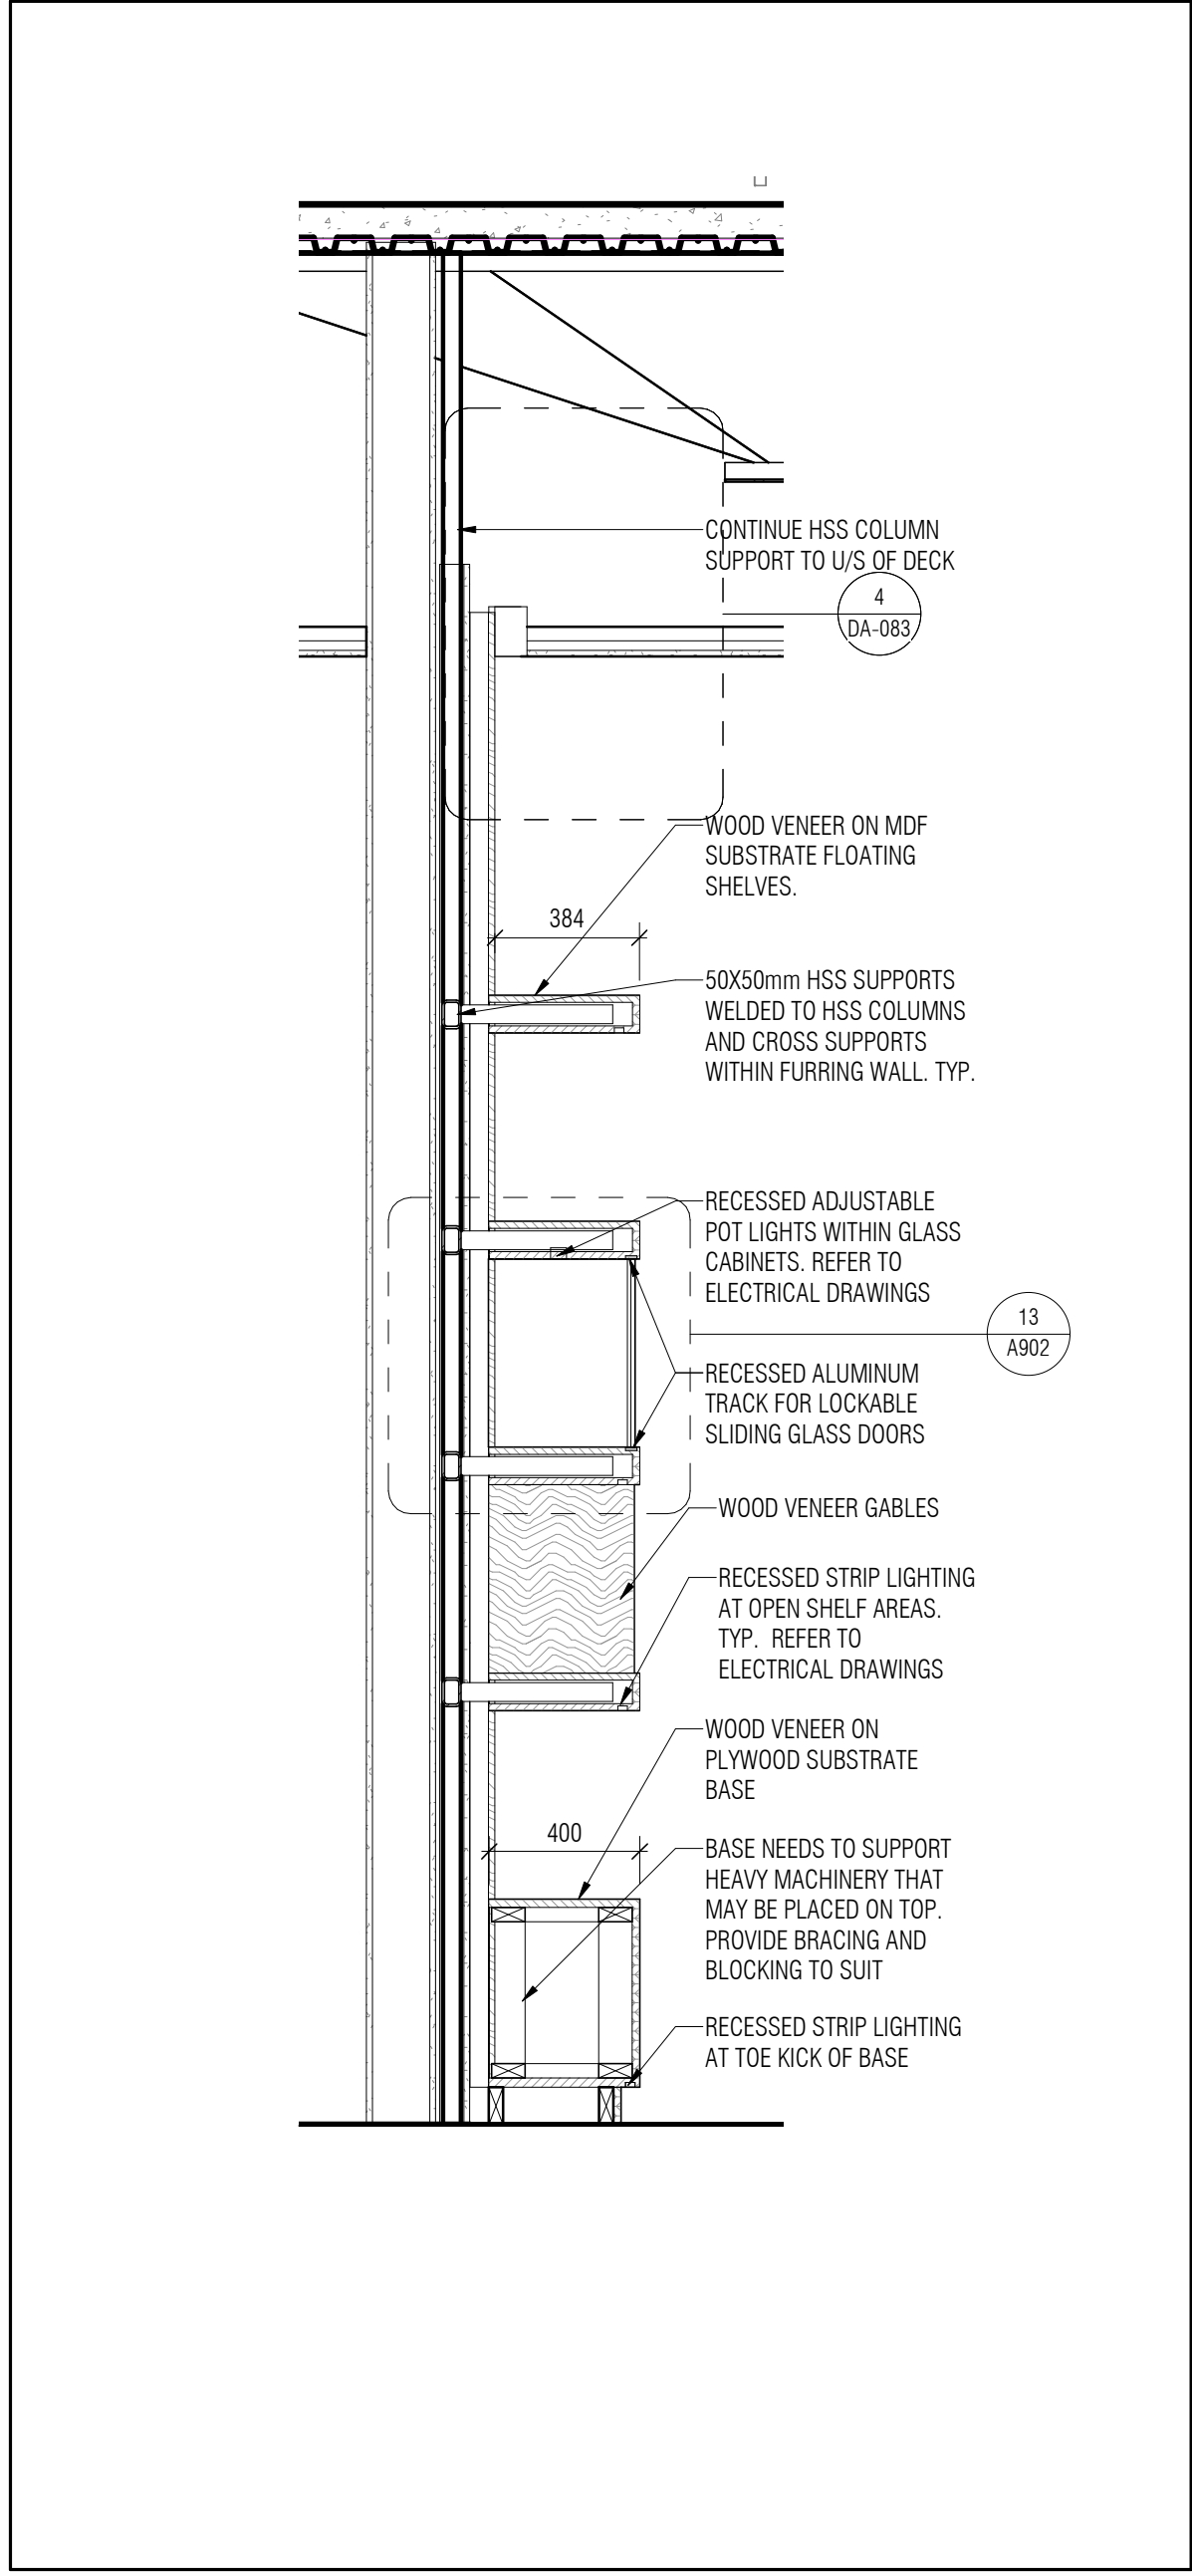 CONTINUE HSS COLUMN
SUPPORT TO U/S OF DECK
4
DA-083
WOOD VENEER ON MDF
SUBSTRATE FLOATING
SHELVES.
384
50X50mm HSS SUPPORTS
WELDED TO HSS COLUMNS
AND CROSS SUPPORTS
WITHIN FURRING WALL. TYP.
RECESSED ADJUSTABLE
POT LIGHTS WITHIN GLASS
CABINETS. REFER TO
ELECTRICAL DRAWINGS
13
A902
RECESSED ALUMINUM
TRACK FOR LOCKABLE
SLIDING GLASS DOORS
WOOD VENEER GABLES
RECESSED STRIP LIGHTING
AT OPEN SHELF AREAS.
TYP. REFER TO
ELECTRICAL DRAWINGS
WOOD VENEER ON
PLYWOOD SUBSTRATE
BASE
400
BASE NEEDS TO SUPPORT
HEAVY MACHINERY THAT
MAY BE PLACED ON TOP.
PROVIDE BRACING AND
BLOCKING TO SUIT
RECESSED STRIP LIGHTING
AT TOE KICK OF BASE